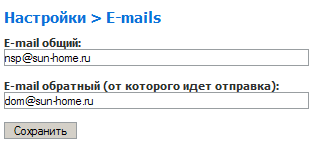 Настройки > E-mails
E-mail общий:
nsp@sun-home.ru
E-mail обратный (от которого идет отправка):
dom@sun-home.ru
Сохранить